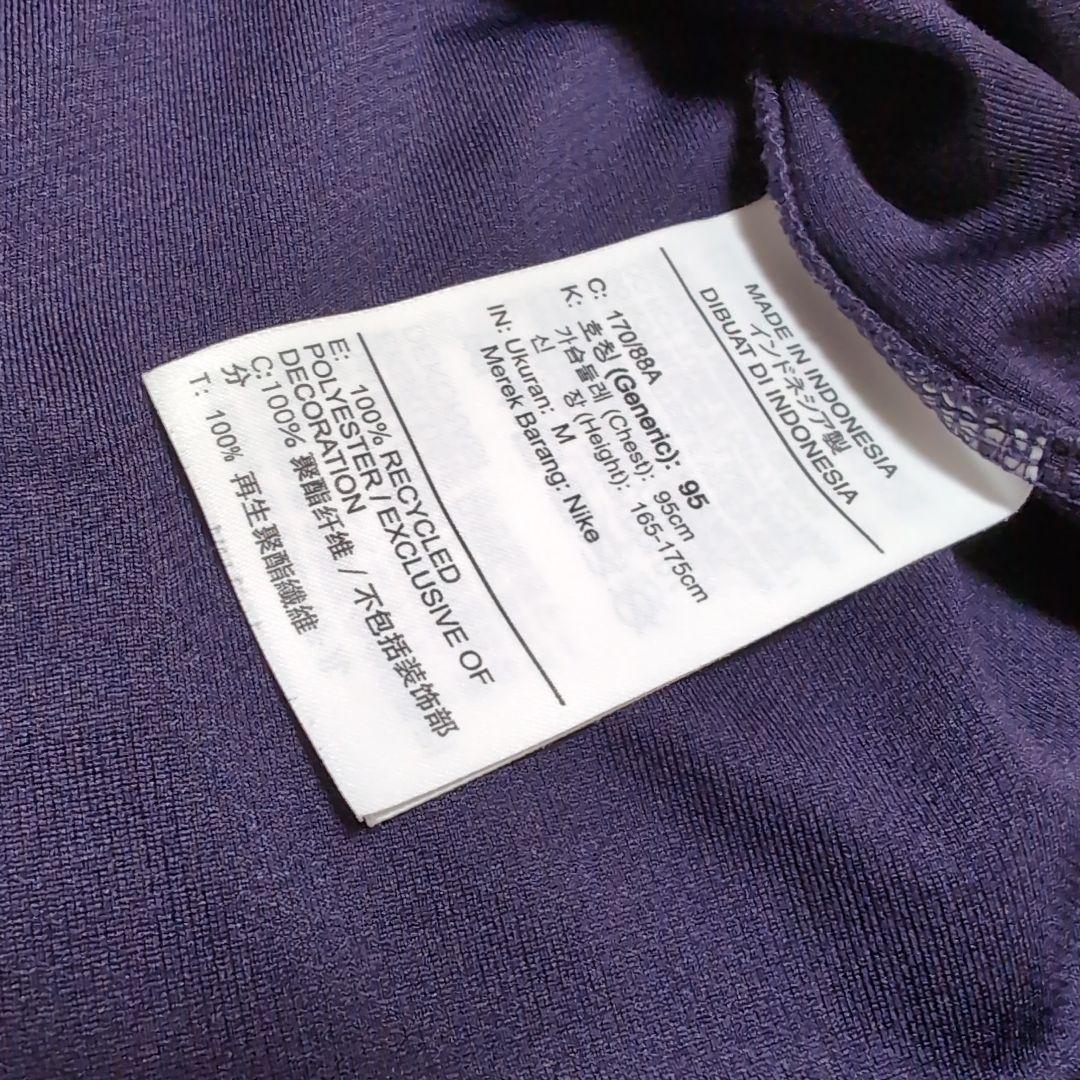 MADE IN INDONESIA
インドネシア製
DIBUAT DI INDONESIA
C: 170/88A
K: 호칭(Generic): 95
가슴둘레 (Chest): 95cm
신 장(Height): 165-175cm
IN: Ukuran: M
Merek Barang: Nike
E: 100% RECYCLED
POLYESTER / EXCLUSIVE OF
DECORATION
C:100% 聚酯纤维 / 不包括装饰部
分
T: 100% 再生聚酯纖維